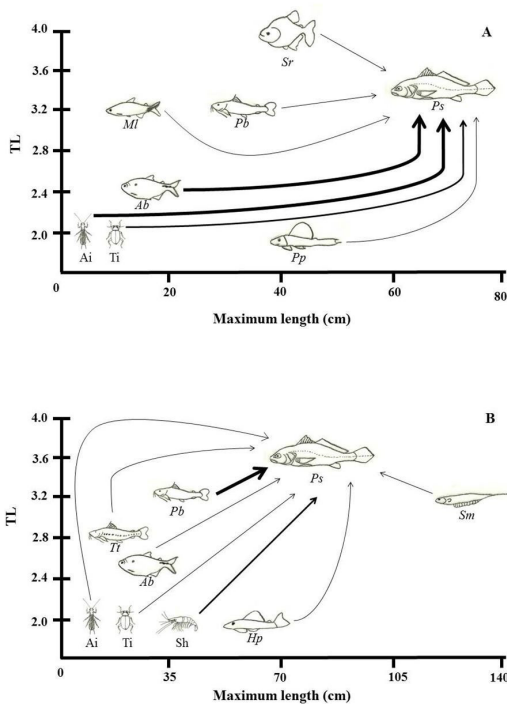 A
4.0
3.6
3.2
2.8
2.4
2.0
TL
Sr
Ps
Ml
Pb
Ab
Ai
Ti
Pp
0
20
40
60
80
Maximum length (cm)
B
4.0
3.6
3.2
2.8
2.4
2.0
TL
Ps
Pb
Sm
Tt
Ab
Ai
Ti
Sh
Hp
0
35
70
105
140
Maximum length (cm)